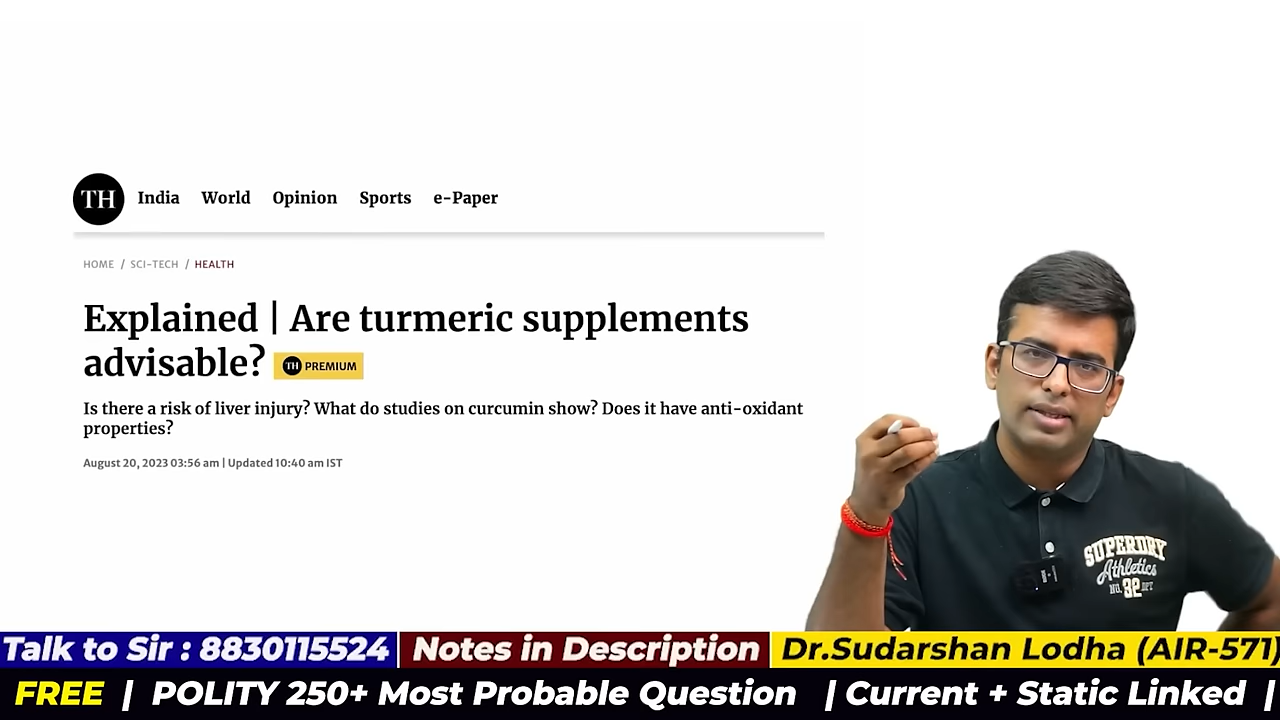 TH India World Opinion Sports e-Paper
HOME / SCI-TECH / HEALTH
Explained | Are turmeric supplements
advisable? TH PREMIUM
Is there a risk of liver injury? What do studies on curcumin show? Does it have anti-oxidant
properties?
August 20, 2023 03:56 am | Updated 10:40 am IST
SUPERDRY
Athletics
NO. 32 DPT
Talk to Sir : 8830115524 Notes in Description Dr.Sudarshan Lodha (AIR-571)
FREE | POLITY 250+ Most Probable Question | Current + Static Linked |